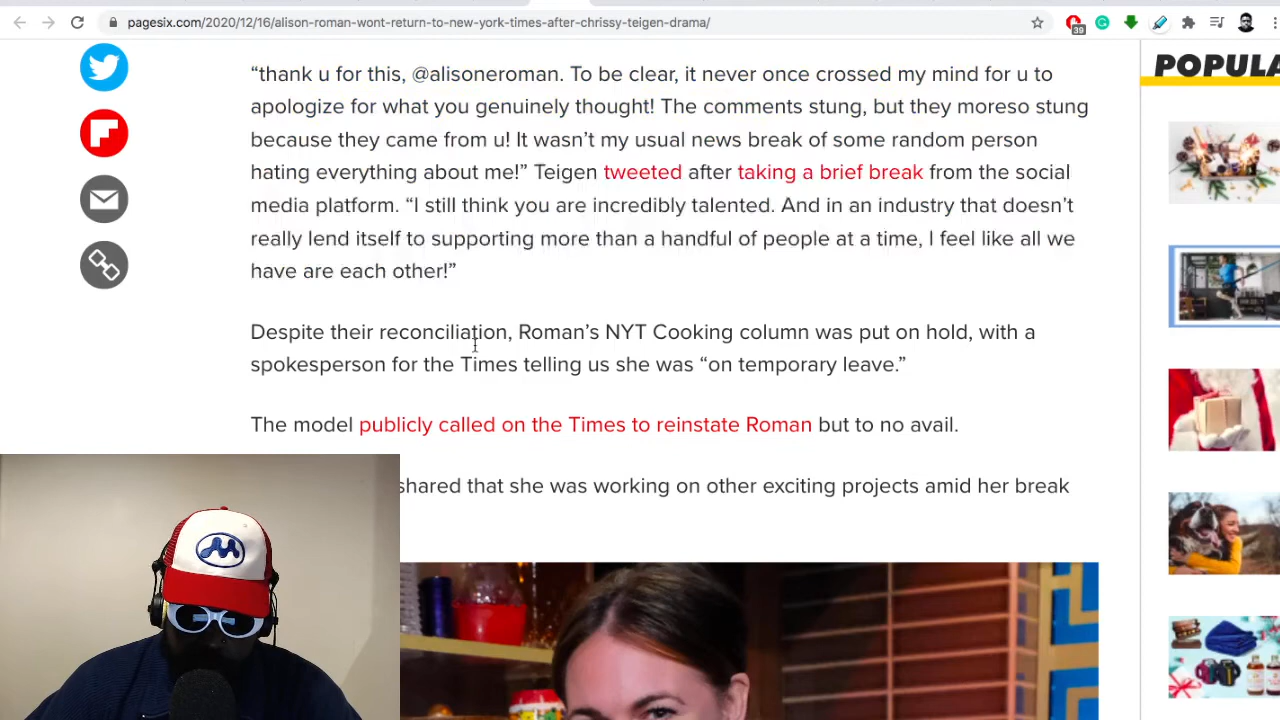 pagesix.com/2020/12/16/alison-roman-wont-return-to-new-york-times-after-chrissy-teigen-drama/
39
POPULA
“thank u for this, @alisoneroman. To be clear, it never once crossed my mind for u to
apologize for what you genuinely thought! The comments stung, but they moreso stung
because they came from u! It wasn’t my usual news break of some random person
hating everything about me!” Teigen tweeted after taking a brief break from the social
media platform. “I still think you are incredibly talented. And in an industry that doesn’t
really lend itself to supporting more than a handful of people at a time, I feel like all we
have are each other!”
Despite their reconciliation, Roman’s NYT Cooking column was put on hold, with a
spokesperson for the Times telling us she was “on temporary leave.”
The model publicly called on the Times to reinstate Roman but to no avail.
shared that she was working on other exciting projects amid her break